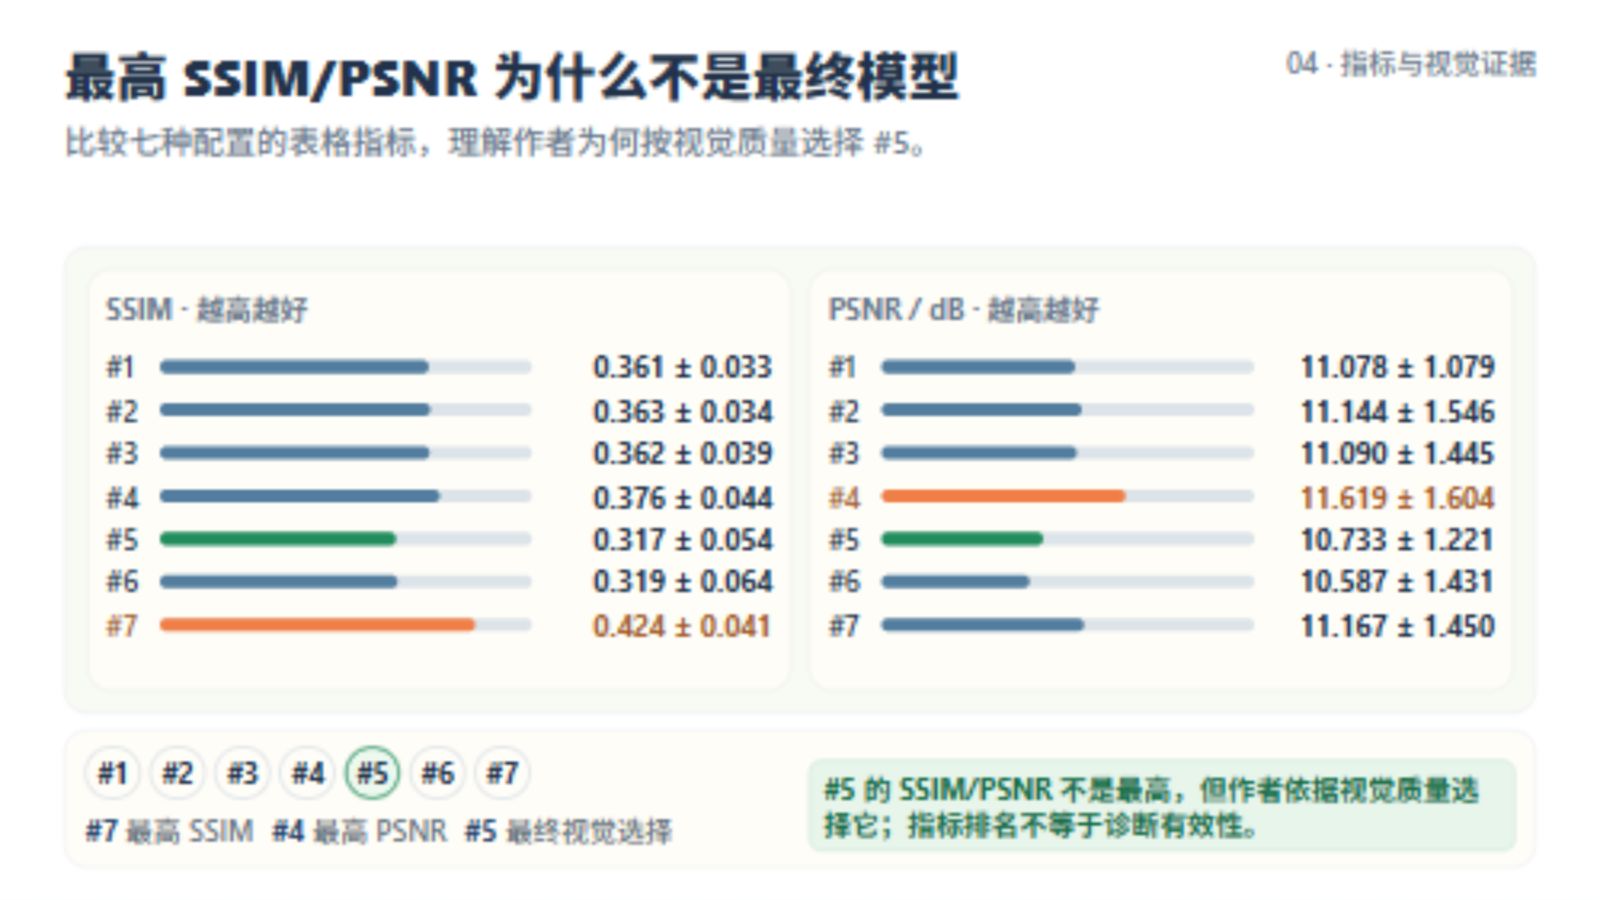 最高 SSIM/PSNR 为什么不是最终模型
04 · 指标与视觉证据
比较七种配置的表格指标，理解作者为何按视觉质量选择 #5。
SSIM · 越高越好
#1 0.361 ± 0.033
#2 0.363 ± 0.034
#3 0.362 ± 0.039
#4 0.376 ± 0.044
#5 0.317 ± 0.054
#6 0.319 ± 0.064
#7 0.424 ± 0.041
PSNR / dB · 越高越好
#1 11.078 ± 1.079
#2 11.144 ± 1.546
#3 11.090 ± 1.445
#4 11.619 ± 1.604
#5 10.733 ± 1.221
#6 10.587 ± 1.431
#7 11.167 ± 1.450
#1 #2 #3 #4 #5 #6 #7
#7 最高 SSIM #4 最高 PSNR #5 最终视觉选择
#5 的 SSIM/PSNR 不是最高，但作者依据视觉质量选
择它；指标排名不等于诊断有效性。